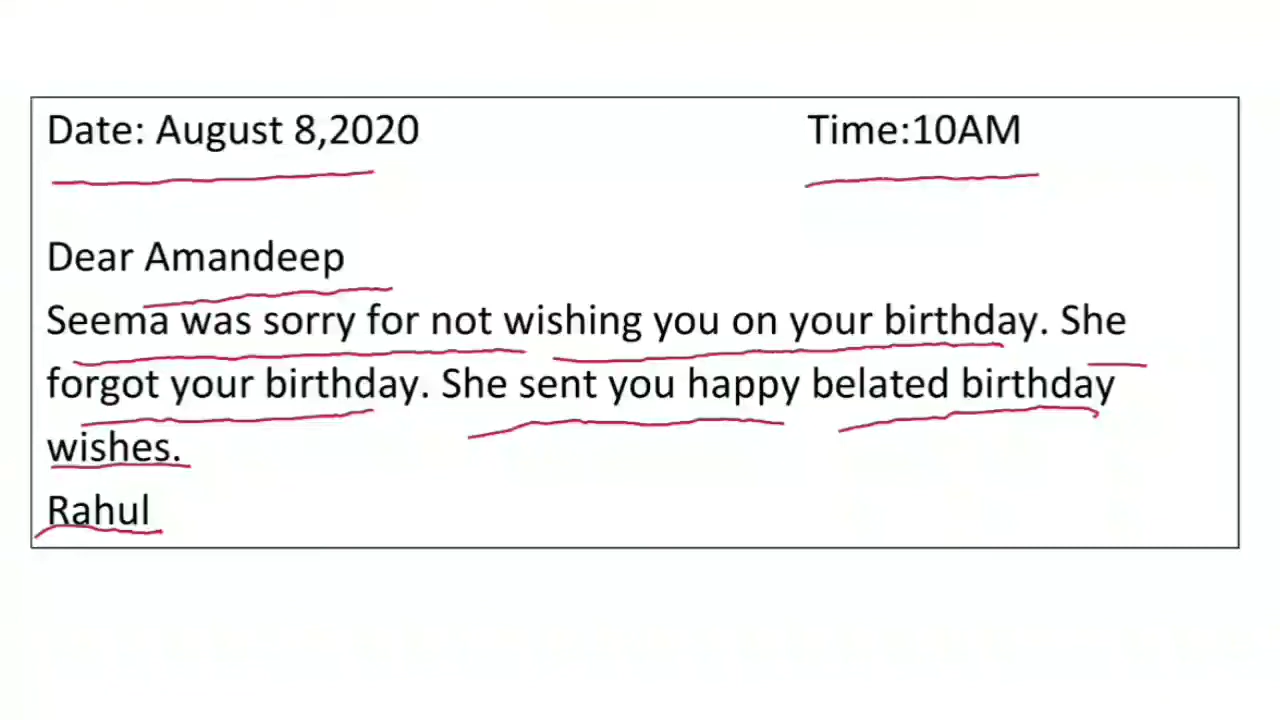 Date: August 8,2020 Time:10AM
Dear Amandeep
Seema was sorry for not wishing you on your birthday. She
forgot your birthday. She sent you happy belated birthday
wishes.
Rahul